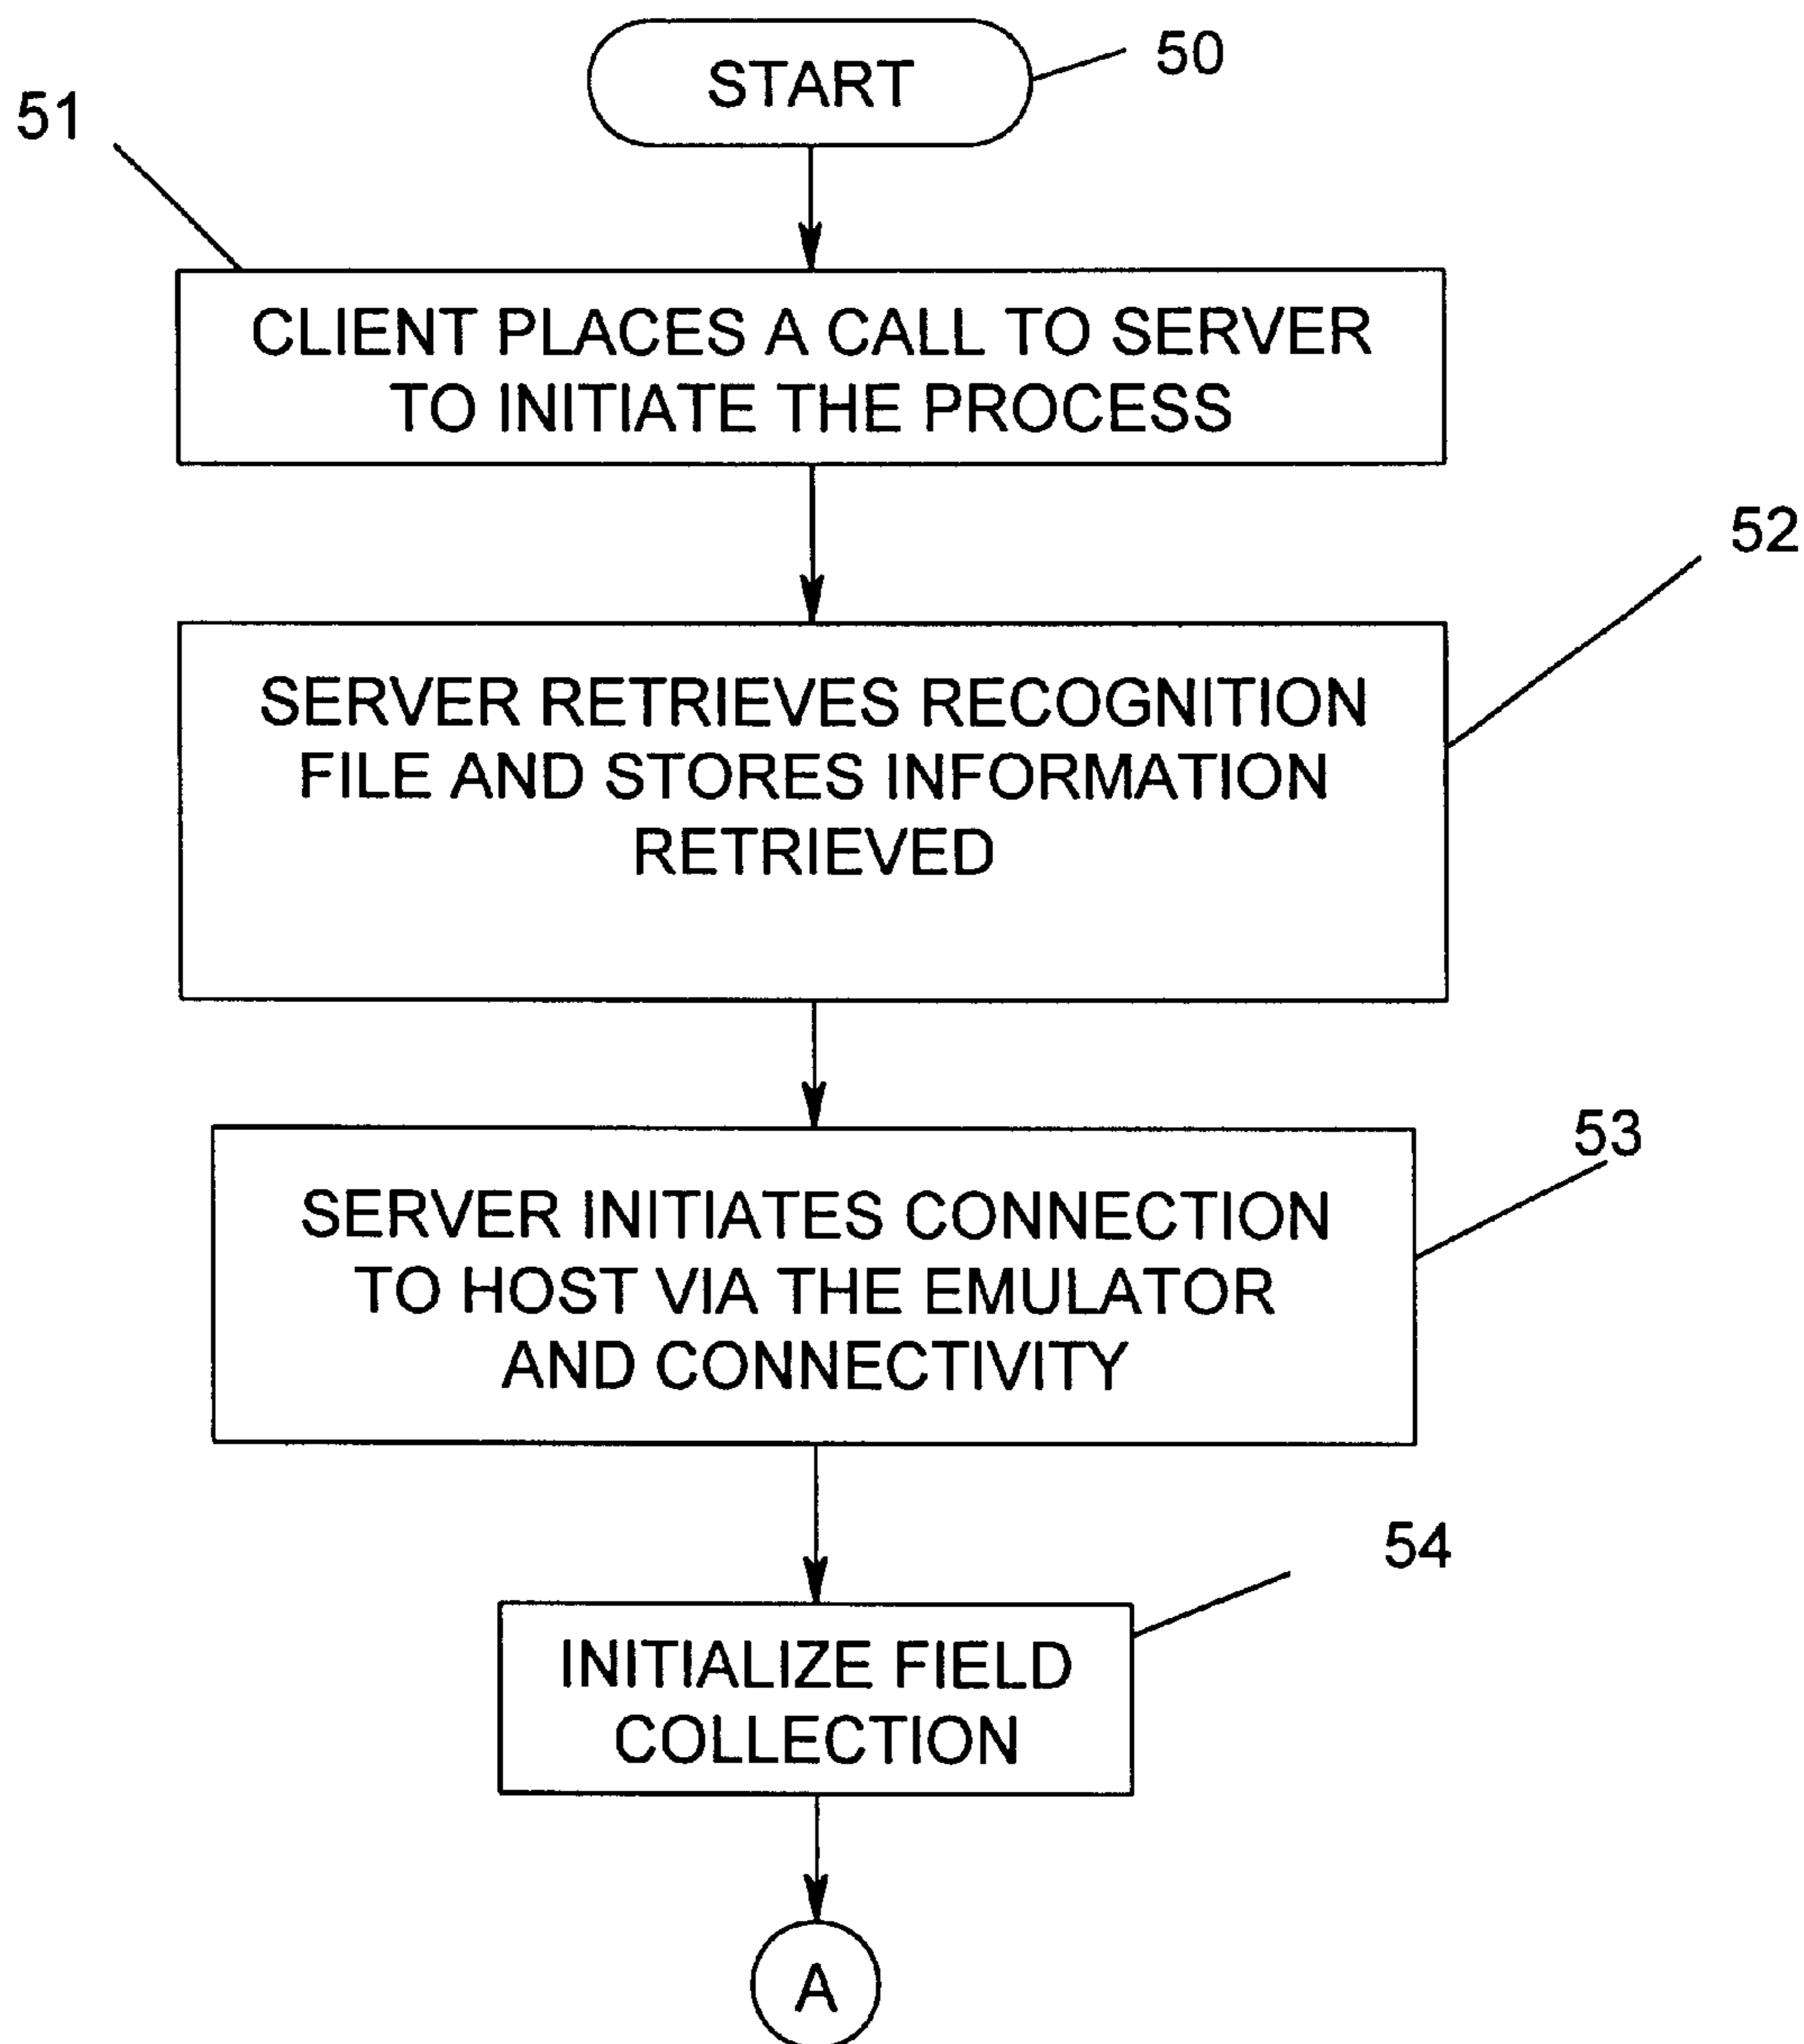 START
50
51
CLIENT PLACES A CALL TO SERVER
TO INITIATE THE PROCESS
52
SERVER RETRIEVES RECOGNITION
FILE AND STORES INFORMATION
RETRIEVED
53
SERVER INITIATES CONNECTION
TO HOST VIA THE EMULATOR
AND CONNECTIVITY
54
INITIALIZE FIELD
COLLECTION
A